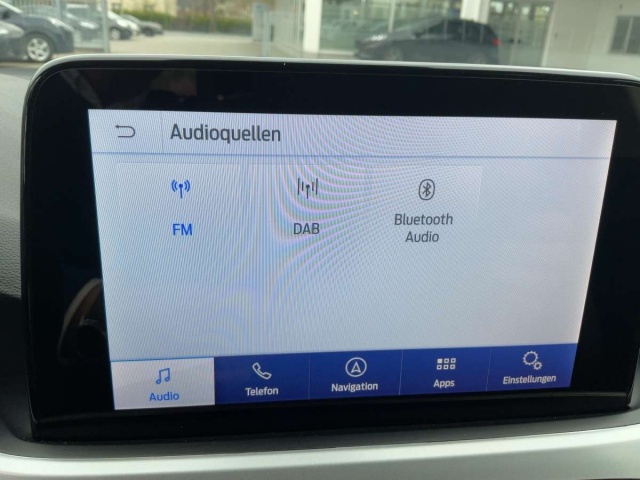 Audioquellen
FM
DAB
Bluetooth
Audio
Audio
Telefon
Navigation
Apps
Einstellungen